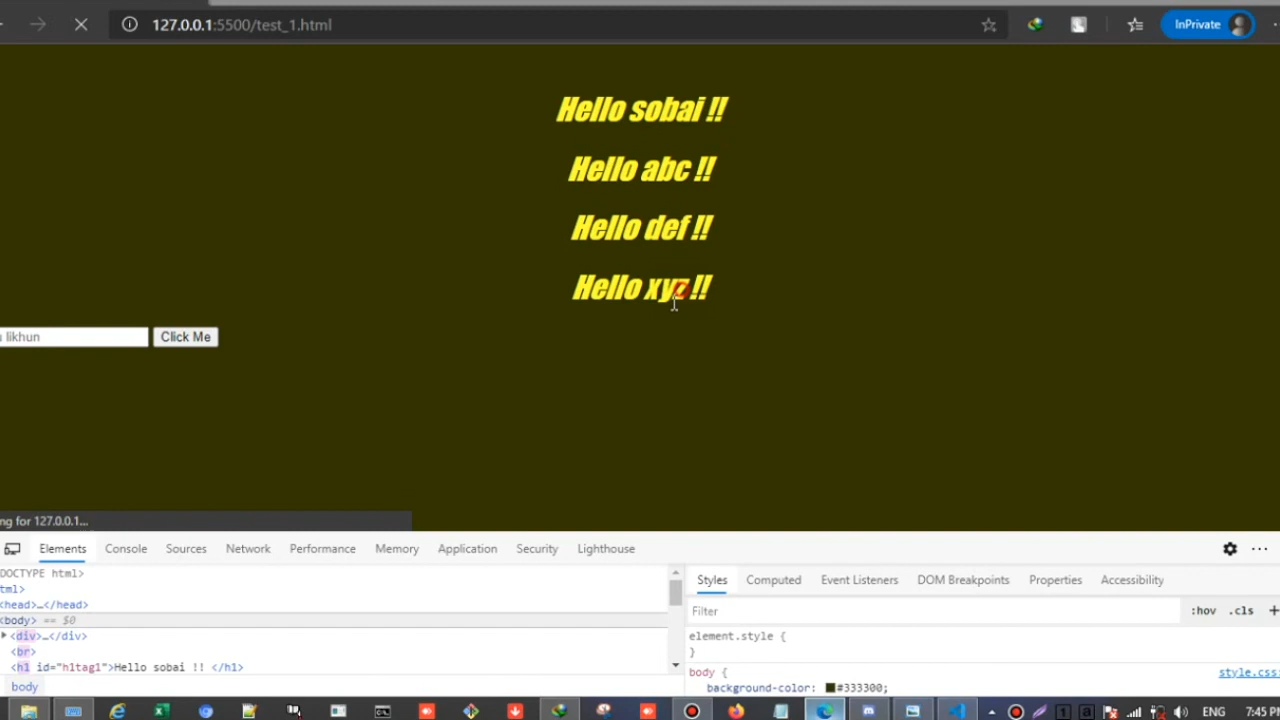 127.0.0.1:5500/test_1.html
InPrivate
Hello sobai !!
Hello abc !!
Hello def !!
Hello xyz !!
likhun
Click Me
ng for 127.0.0.1...
Elements Console Sources Network Performance Memory Application Security Lighthouse
DOCTYPE html>
tml>
<head>…</head>
<body> == $0
<div>…</div>
<br>
<h1 id="h1tag1">Hello sobai !! </h1>
body
Styles Computed Event Listeners DOM Breakpoints Properties Accessibility
Filter :hov .cls +
element.style {
}
body { style.css:
background-color: #333300;
ENG 7:45 P